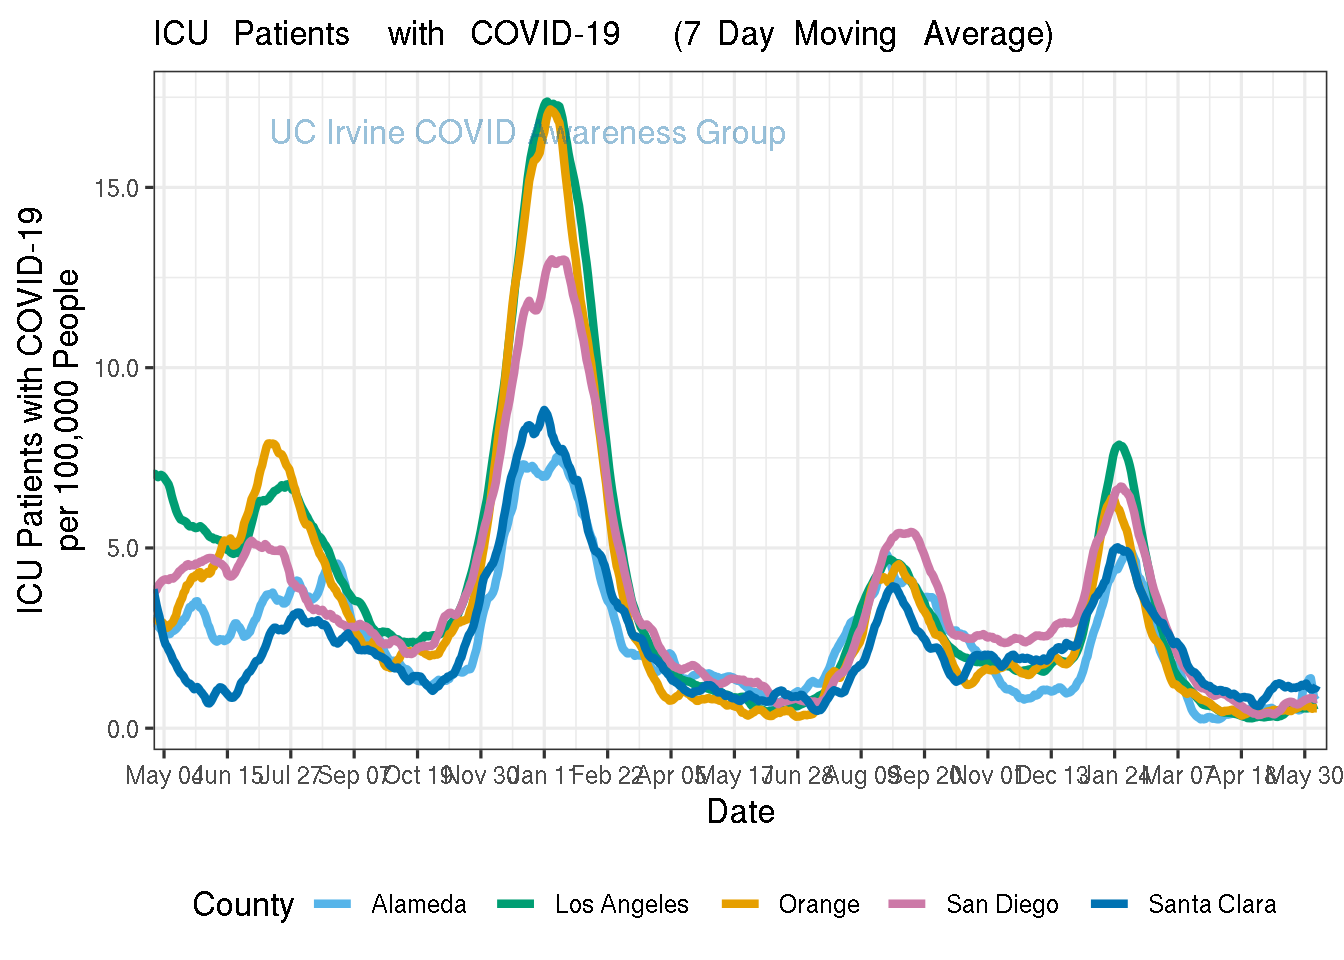 ICU Patients with COVID-19 (7 Day Moving Average)
UC Irvine COVID Awareness Group
ICU Patients with COVID-19
per 100,000 People
15.0
10.0
5.0
0.0
May 04 Jun 15 Jul 27 Sep 07 Oct 19 Nov 30 Jan 11 Feb 22 Apr 05 May 17 Jun 28 Aug 09 Sep 20 Nov 01 Dec 13 Jan 24 Mar 07 Apr 18 May 30
Date
County Alameda Los Angeles Orange San Diego Santa Clara